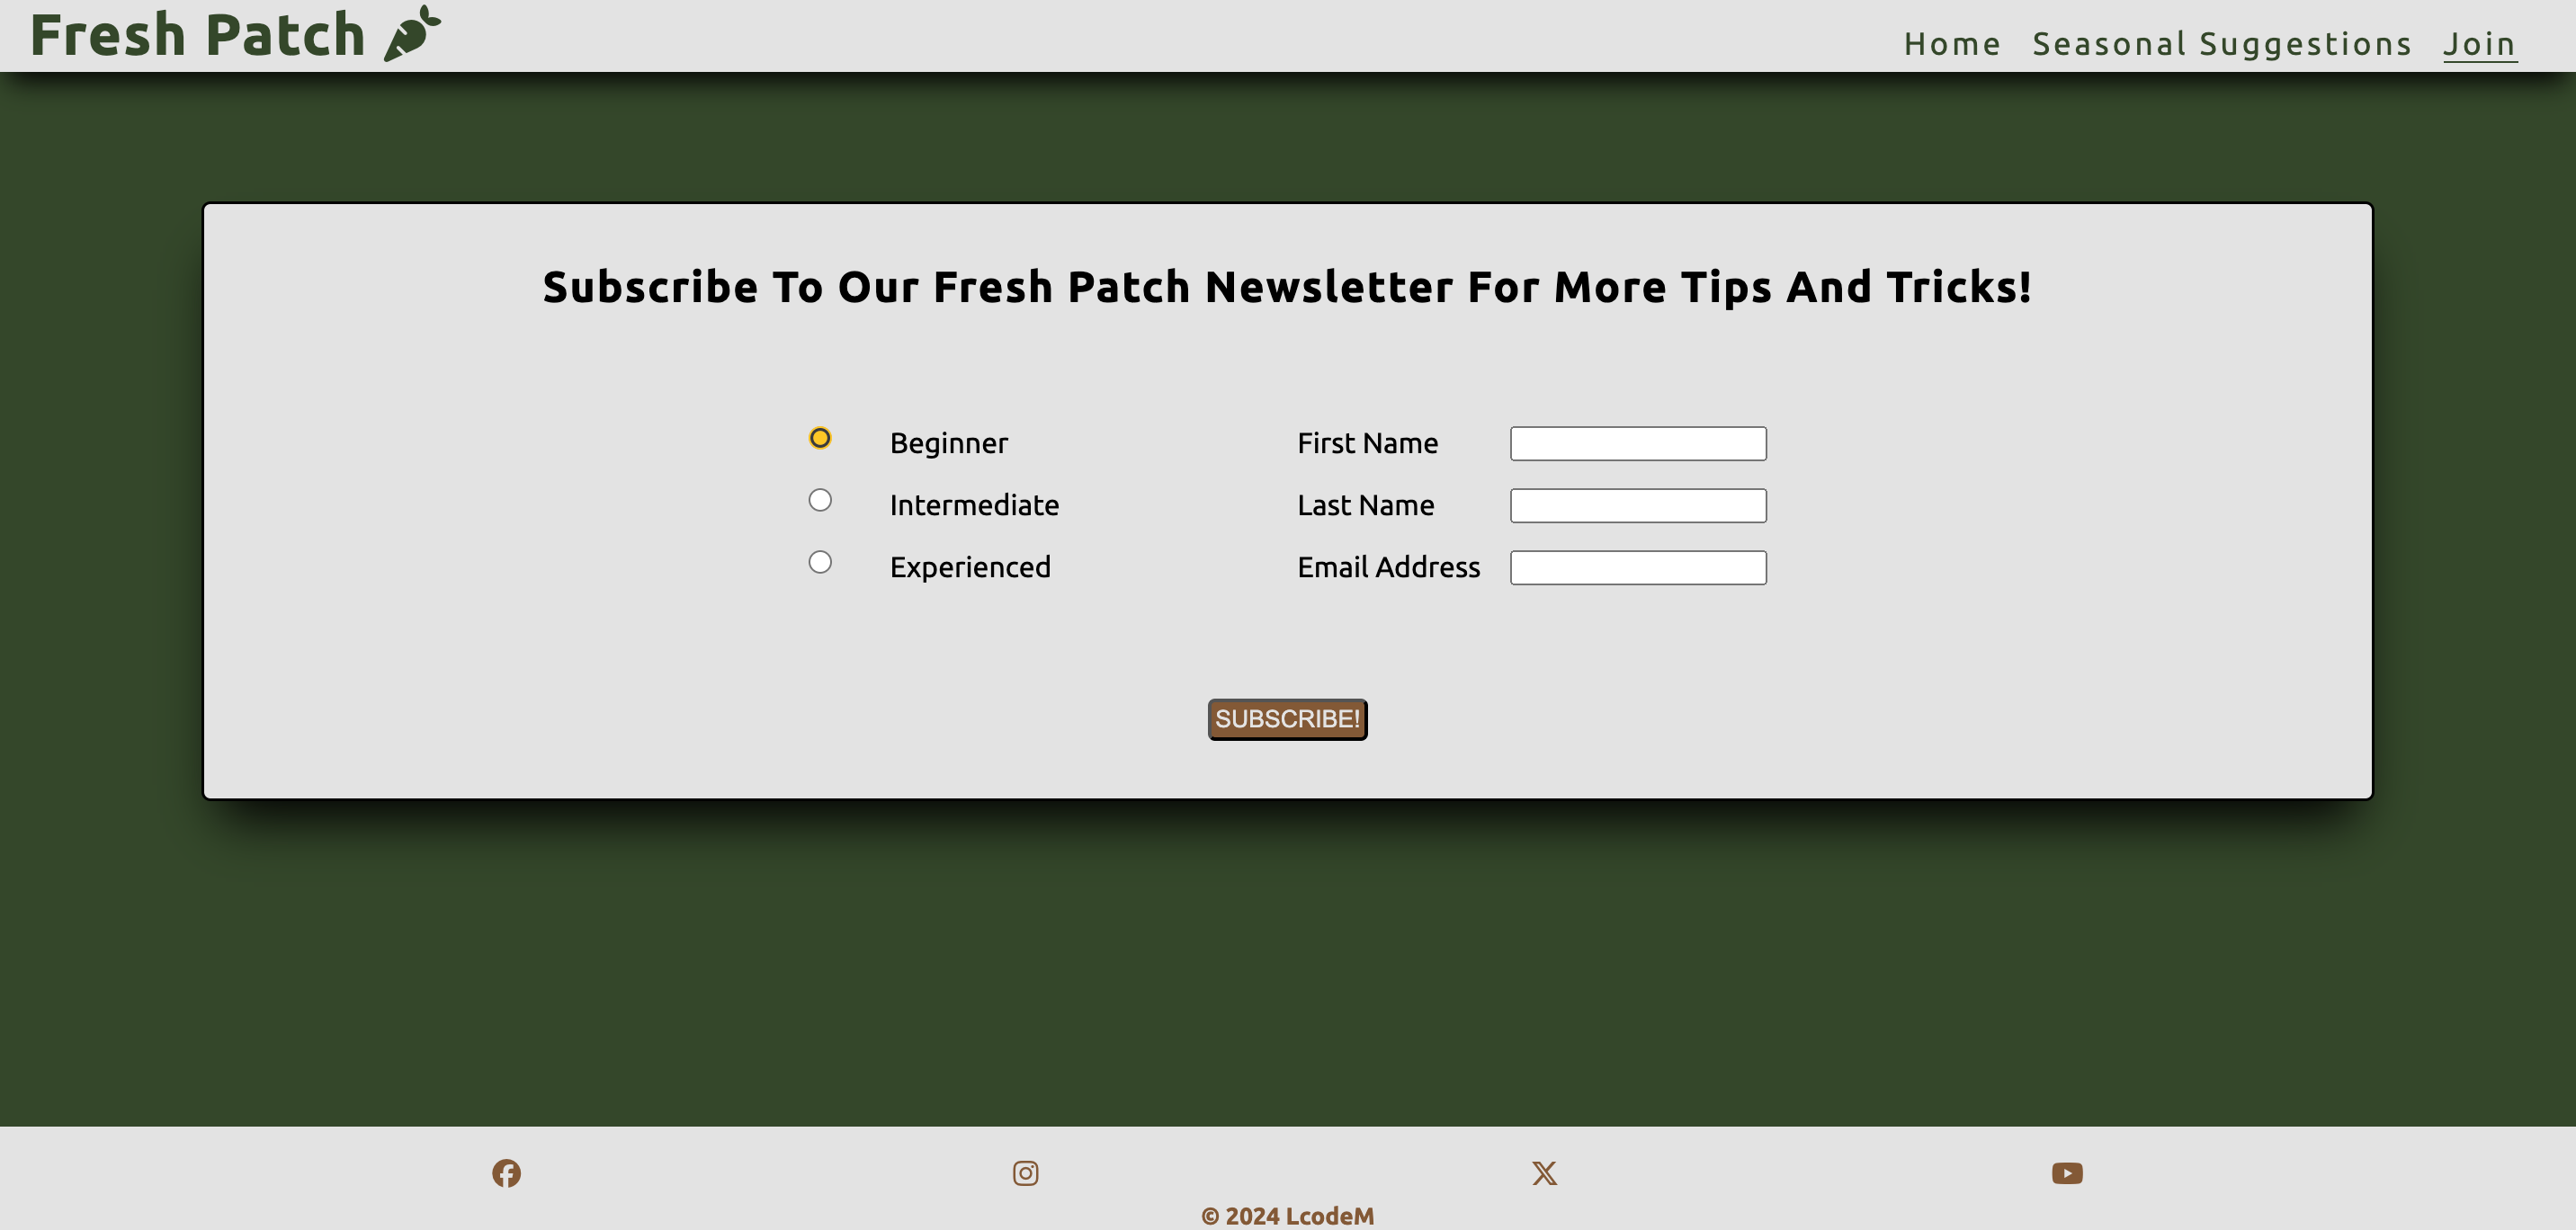 Fresh Patch
Home Seasonal Suggestions Join
Subscribe To Our Fresh Patch Newsletter For More Tips And Tricks!
Beginner
Intermediate
Experienced
First Name
Last Name
Email Address
SUBSCRIBE!
© 2024 LcodeM